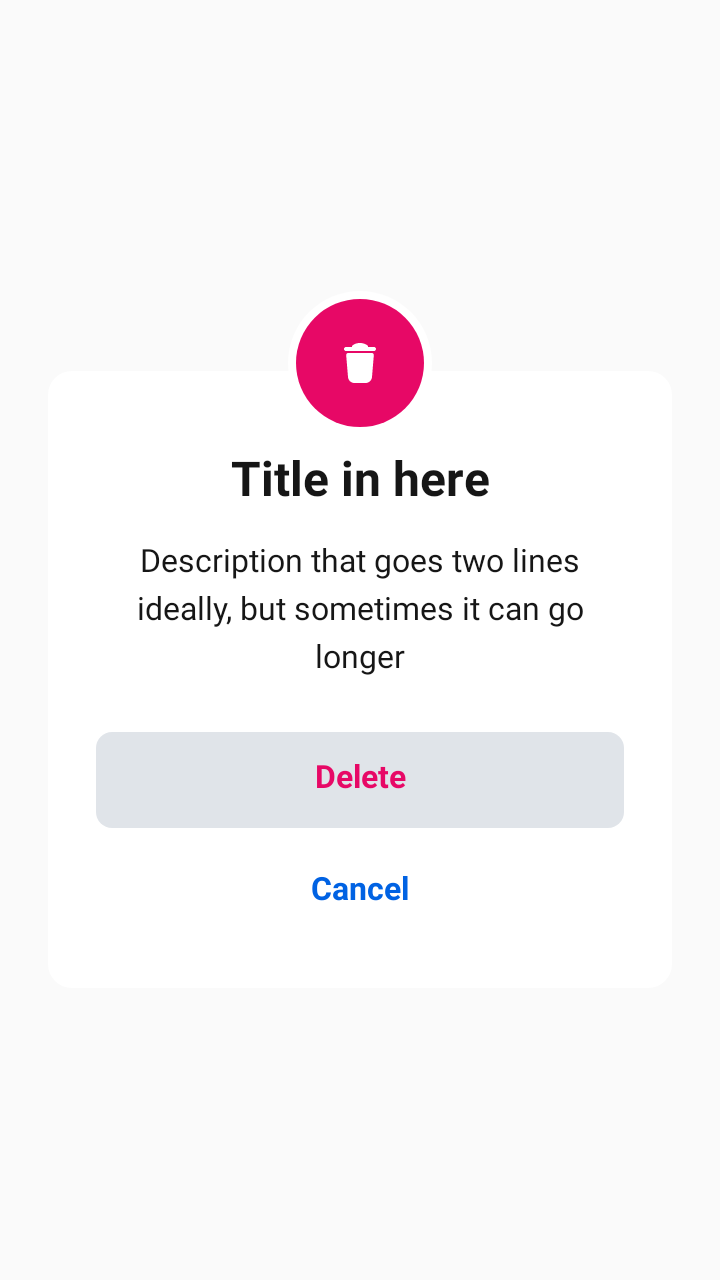 Title in here
Description that goes two lines
ideally, but sometimes it can go
longer
Delete
Cancel